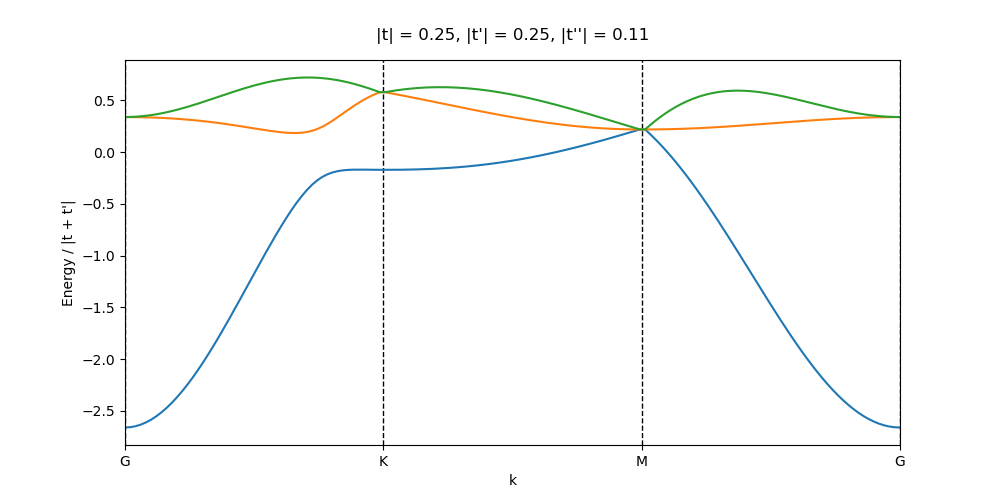 |t| = 0.25, |t'| = 0.25, |t''| = 0.11
Energy / |t + t'|
0.5
0.0
−0.5
−1.0
−1.5
−2.0
−2.5
G K M G
k